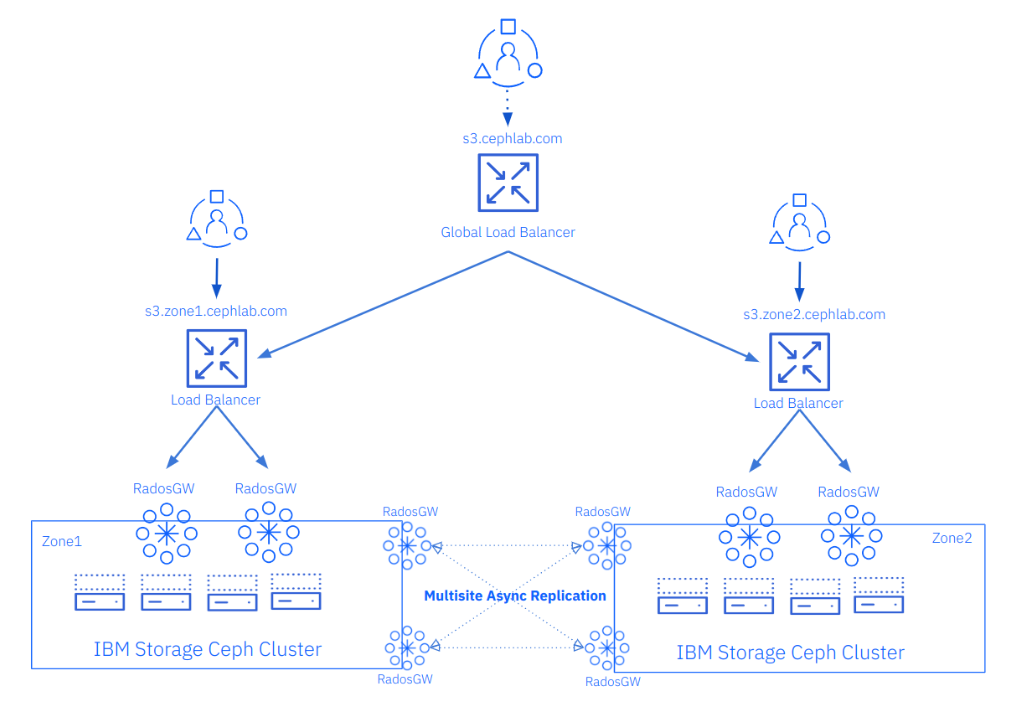 s3.cephlab.com
Global Load Balancer
s3.zone1.cephlab.com
s3.zone2.cephlab.com
Load Balancer
Load Balancer
RadosGW
RadosGW
RadosGW
RadosGW
RadosGW
RadosGW
Zone1
Zone2
Multisite Async Replication
IBM Storage Ceph Cluster
IBM Storage Ceph Cluster
RadosGW
RadosGW